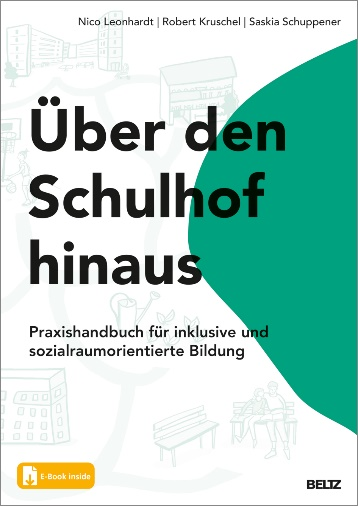 Nico Leonhardt | Robert Kruschel | Saskia Schuppener
Über den
Schulhof
hinaus
Praxishandbuch für inklusive und
sozialraumorientierte Bildung
E-Book inside
BELTZ